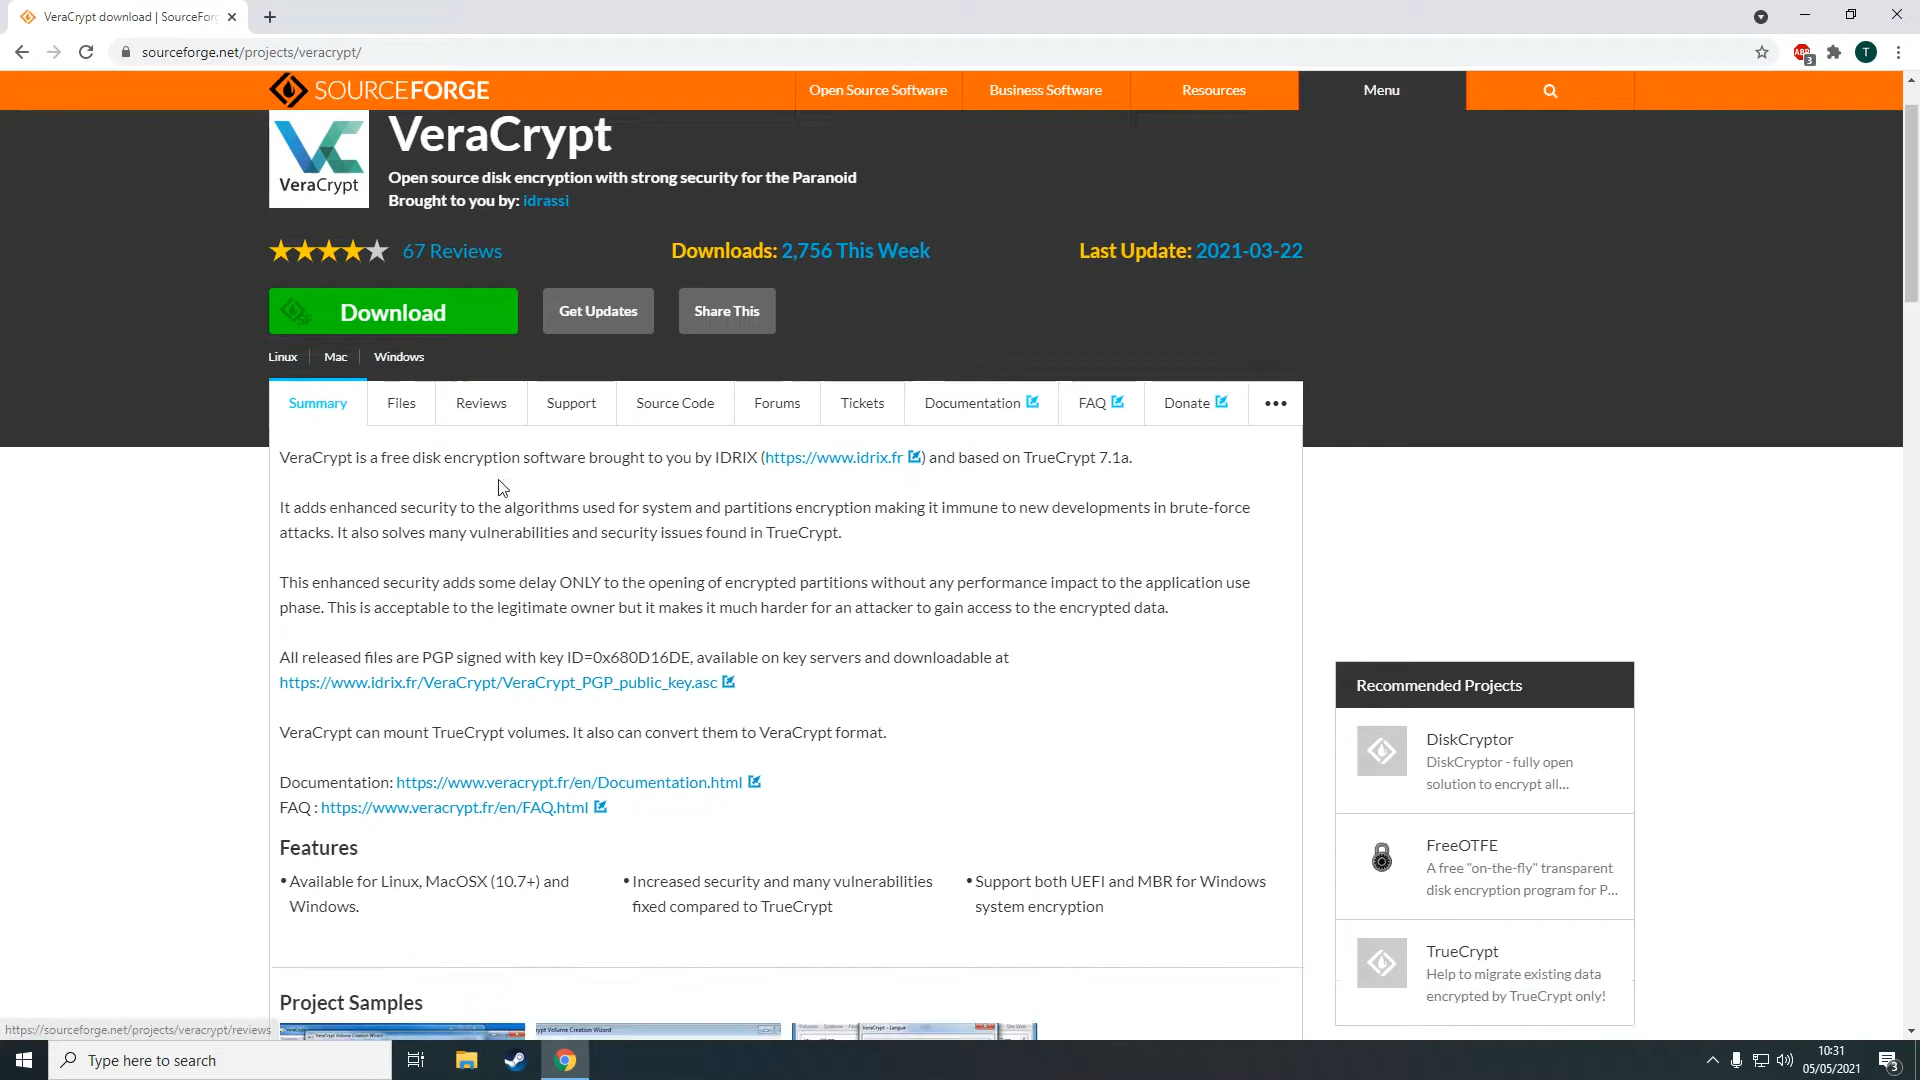 VeraCrypt download | SourceFor
sourceforge.net/projects/veracrypt/
ABP
3
T
SOURCEFORGE
Open Source Software
Business Software
Resources
Menu
VeraCrypt
VeraCrypt
Open source disk encryption with strong security for the Paranoid
Brought to you by: idrassi
67 Reviews
Downloads: 2,756 This Week
Last Update: 2021-03-22
SF
Download
Get Updates
Share This
Linux
Mac
Windows
Summary
Files
Reviews
Support
Source Code
Forums
Tickets
Documentation
FAQ
Donate
•••
VeraCrypt is a free disk encryption software brought to you by IDRIX (https://www.idrix.fr ) and based on TrueCrypt 7.1a.
It adds enhanced security to the algorithms used for system and partitions encryption making it immune to new developments in brute-force
attacks. It also solves many vulnerabilities and security issues found in TrueCrypt.
This enhanced security adds some delay ONLY to the opening of encrypted partitions without any performance impact to the application use
phase. This is acceptable to the legitimate owner but it makes it much harder for an attacker to gain access to the encrypted data.
All released files are PGP signed with key ID=0x680D16DE, available on key servers and downloadable at
https://www.idrix.fr/VeraCrypt/VeraCrypt_PGP_public_key.asc
VeraCrypt can mount TrueCrypt volumes. It also can convert them to VeraCrypt format.
Documentation: https://www.veracrypt.fr/en/Documentation.html
FAQ : https://www.veracrypt.fr/en/FAQ.html
Features
• Available for Linux, MacOSX (10.7+) and
Windows.
• Increased security and many vulnerabilities
fixed compared to TrueCrypt
• Support both UEFI and MBR for Windows
system encryption
Project Samples
Recommended Projects
DiskCryptor
DiskCryptor - fully open
solution to encrypt all...
FreeOTFE
A free "on-the-fly" transparent
disk encryption program for P...
TrueCrypt
Help to migrate existing data
encrypted by TrueCrypt only!
https://sourceforge.net/projects/veracrypt/reviews
VeraCrypt Volume Creation Wizard
crypt Volume Creation Wizard
VeraCrypt - Langue
Type here to search
10:31
05/05/2021
3